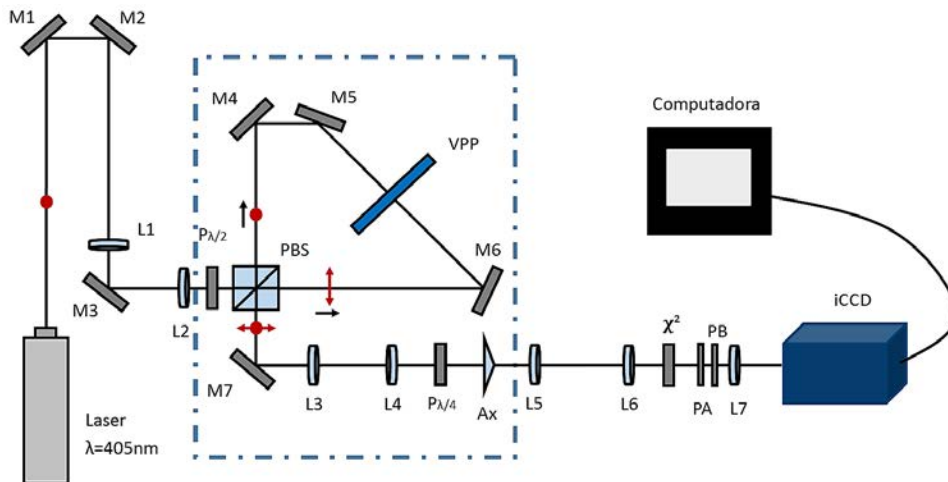 M1
M2
M4
M5
Computadora
VPP
L1
Pλ/2
PBS
M6
M3
L2
iCCD
χ²
PB
M7
L3
L4
Pλ/4
Ax
L5
L6
PA
L7
Laser
λ=405nm